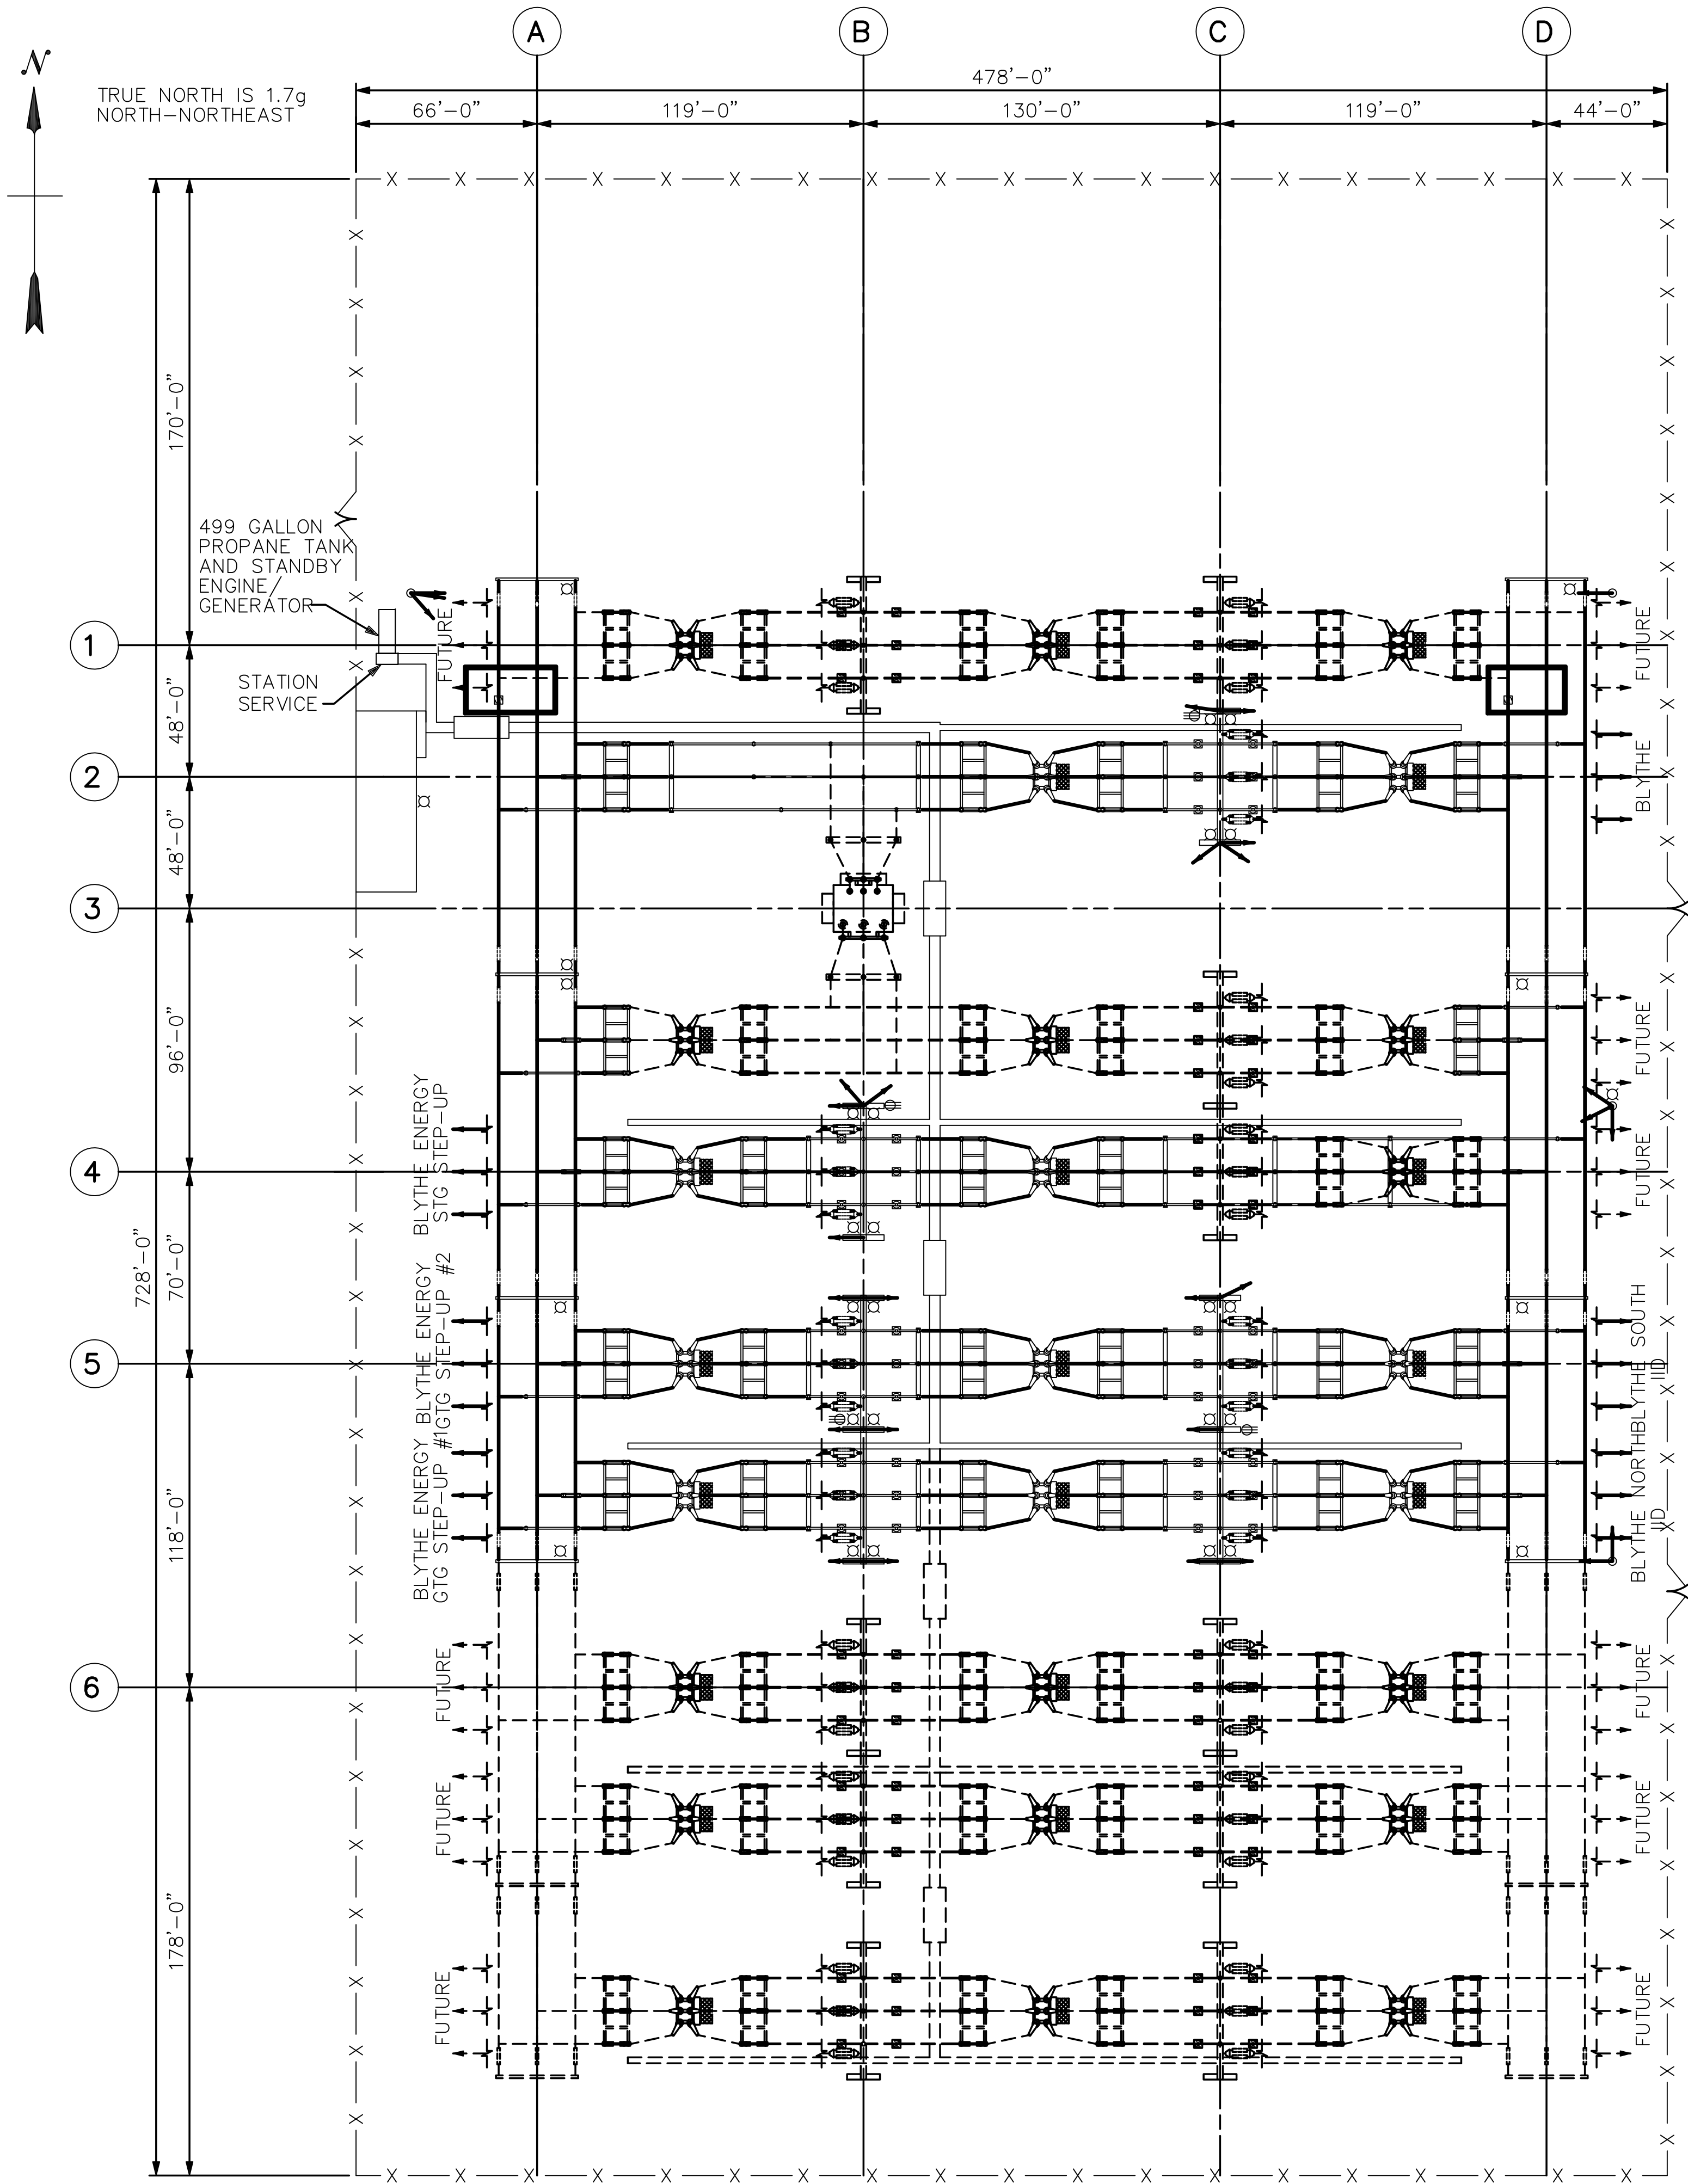 A
B
C
D
N
TRUE NORTH IS 1.7g
NORTH-NORTHEAST
478'-0"
66'-0"
119'-0"
130'-0"
119'-0"
44'-0"
170'-0"
499 GALLON
PROPANE TANK
AND STANDBY
ENGINE/
GENERATOR
STATION
SERVICE
FUTURE
FUTURE
1
48'-0"
2
BLYTHE
48'-0"
3
96'-0"
FUTURE
BLYTHE ENERGY
STG STEP-UP
4
FUTURE
728'-0"
70'-0"
BLYTHE ENERGY
GTG STEP-UP #2
5
BLYTHE SOUTH
IID
118'-0"
BLYTHE ENERGY
GTG STEP-UP #1
BLYTHE NORTH
IID
6
FUTURE
FUTURE
FUTURE
FUTURE
178'-0"
FUTURE
FUTURE